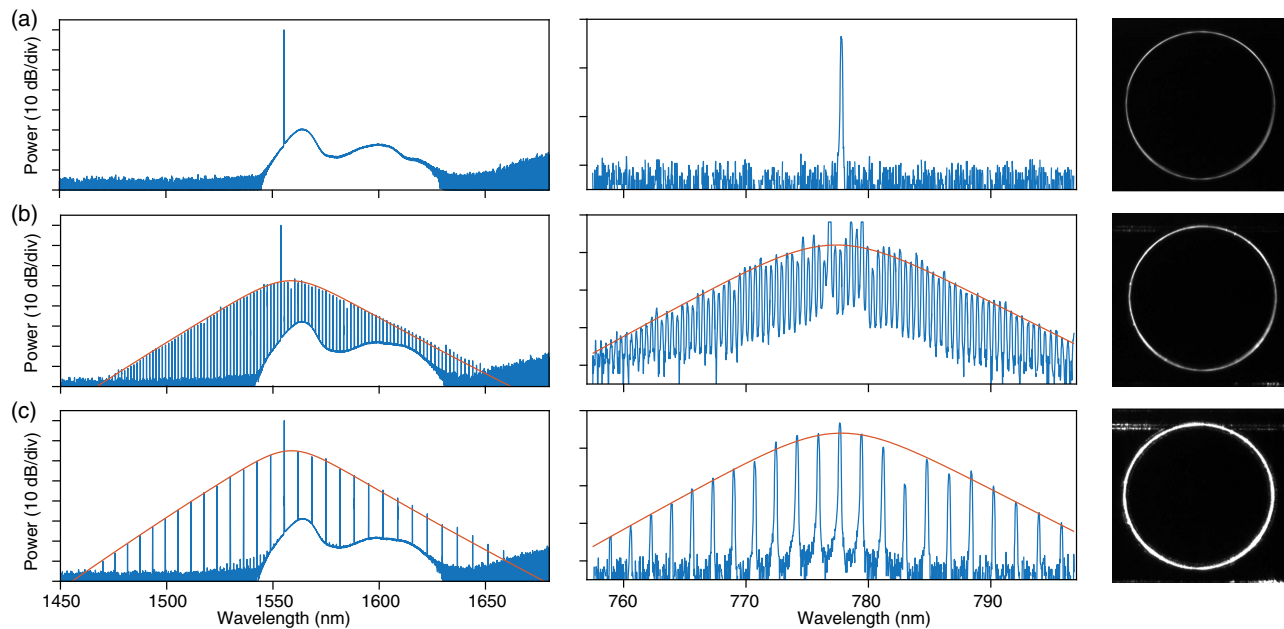 (a)
Power (10 dB/div)
(b)
Power (10 dB/div)
(c)
Power (10 dB/div)
1450 1500 1550 1600 1650 760 770 780 790
Wavelength (nm) Wavelength (nm)